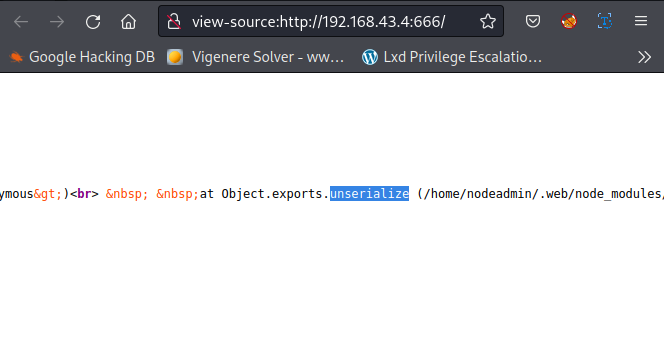 view-source:http://192.168.43.4:666/
Google Hacking DB Vigenere Solver - ww… Lxd Privilege Escalatio…
ymous&gt;)<br> &nbsp; &nbsp;at Object.exports.unserialize (/home/nodeadmin/.web/node_modules/